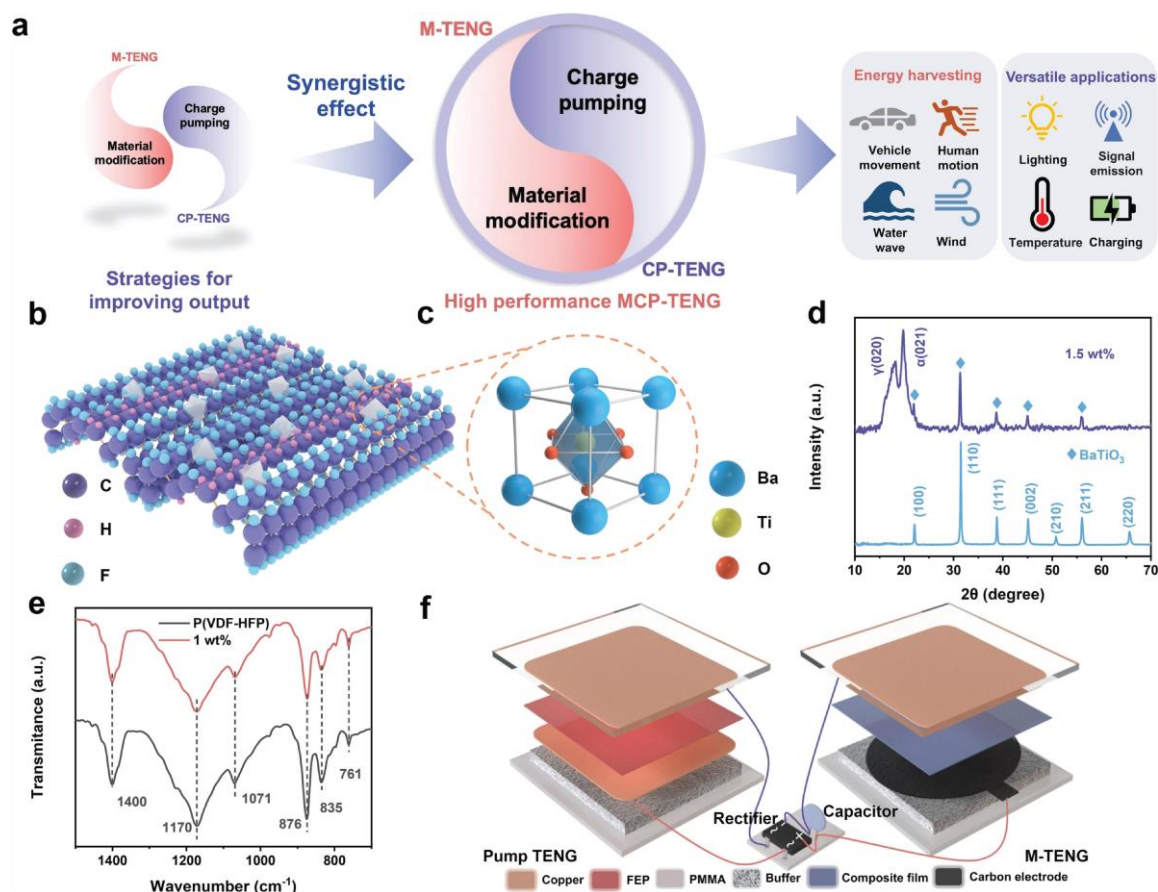 a
M-TENG
Material
modification
Charge
pumping
CP-TENG
Strategies for
improving output
Synergistic
effect
M-TENG
Charge
pumping
Material
modification
CP-TENG
High performance MCP-TENG
Energy harvesting
Vehicle
movement
Human
motion
Water
wave
Wind
Versatile applications
Lighting
Signal
emission
Temperature
Charging
b
C
H
F
c
Ba
Ti
O
d
γ(020)
α(021)
1.5 wt%
BaTiO3
(100)
(110)
(111)
(002)
(210)
(211)
(220)
Intensity (a.u.)
10 20 30 40 50 60 70
2θ (degree)
e
P(VDF-HFP)
1 wt%
Transmitance (a.u.)
1400
1170
1071
876
835
761
1400 1200 1000 800
Wavenumber (cm-1)
f
Rectifier
Capacitor
Pump TENG
M-TENG
Copper FEP PMMA Buffer Composite film Carbon electrode